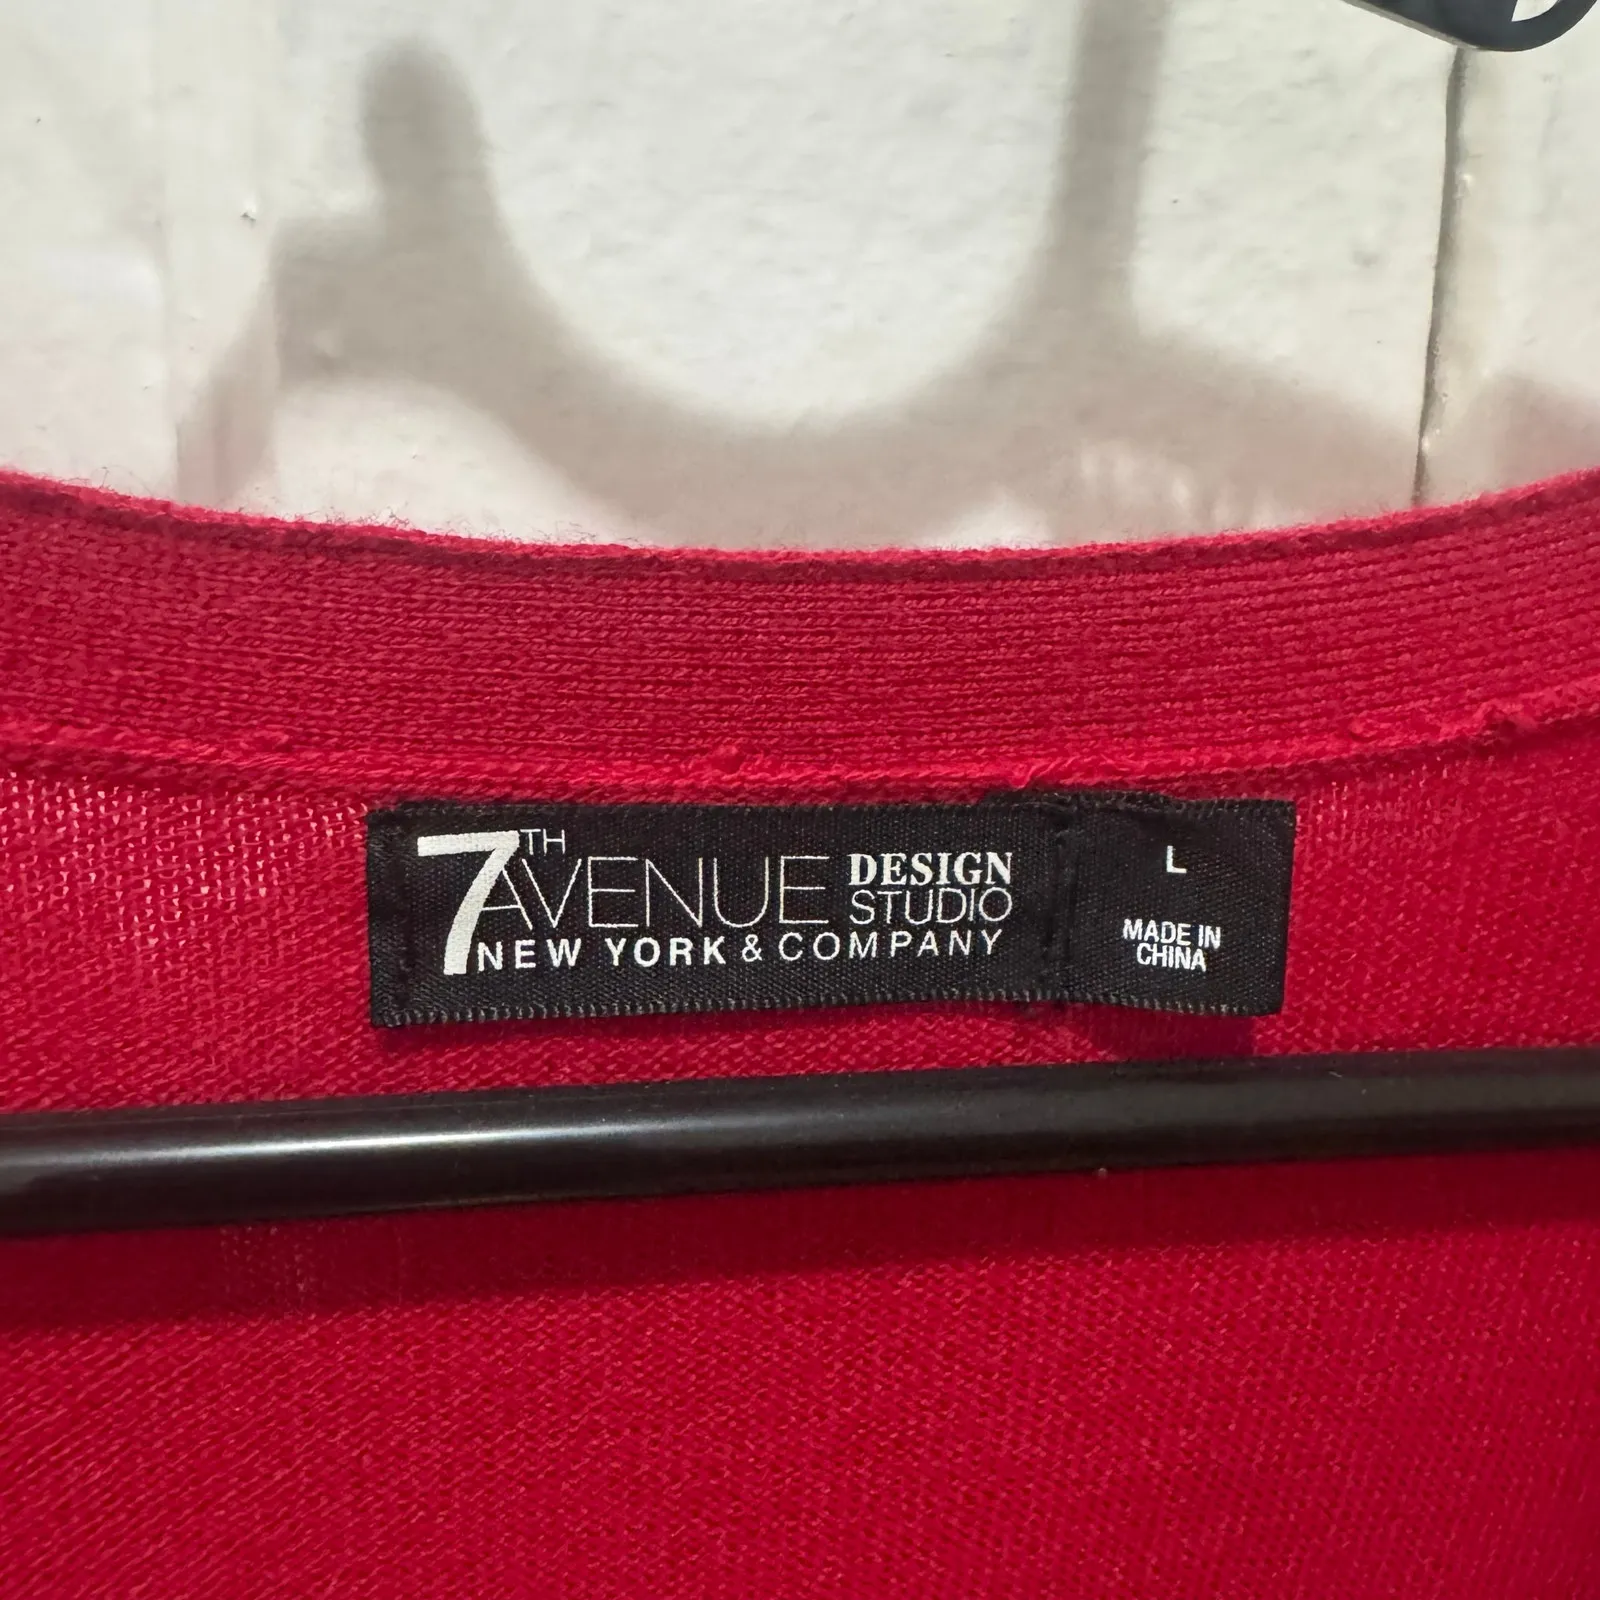 7TH AVENUE DESIGN STUDIO
NEW YORK & COMPANY
L
MADE IN
CHINA